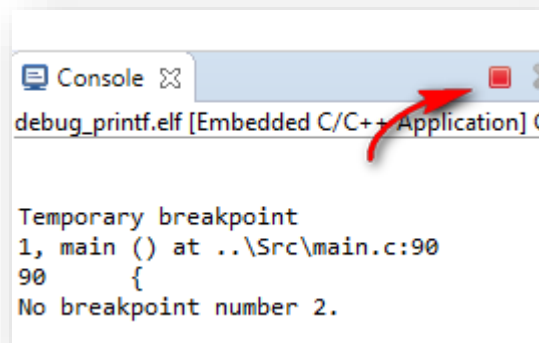 Console
debug_printf.elf [Embedded C/C++ Application]
Temporary breakpoint
1, main () at ..\Src\main.c:90
90 {
No breakpoint number 2.